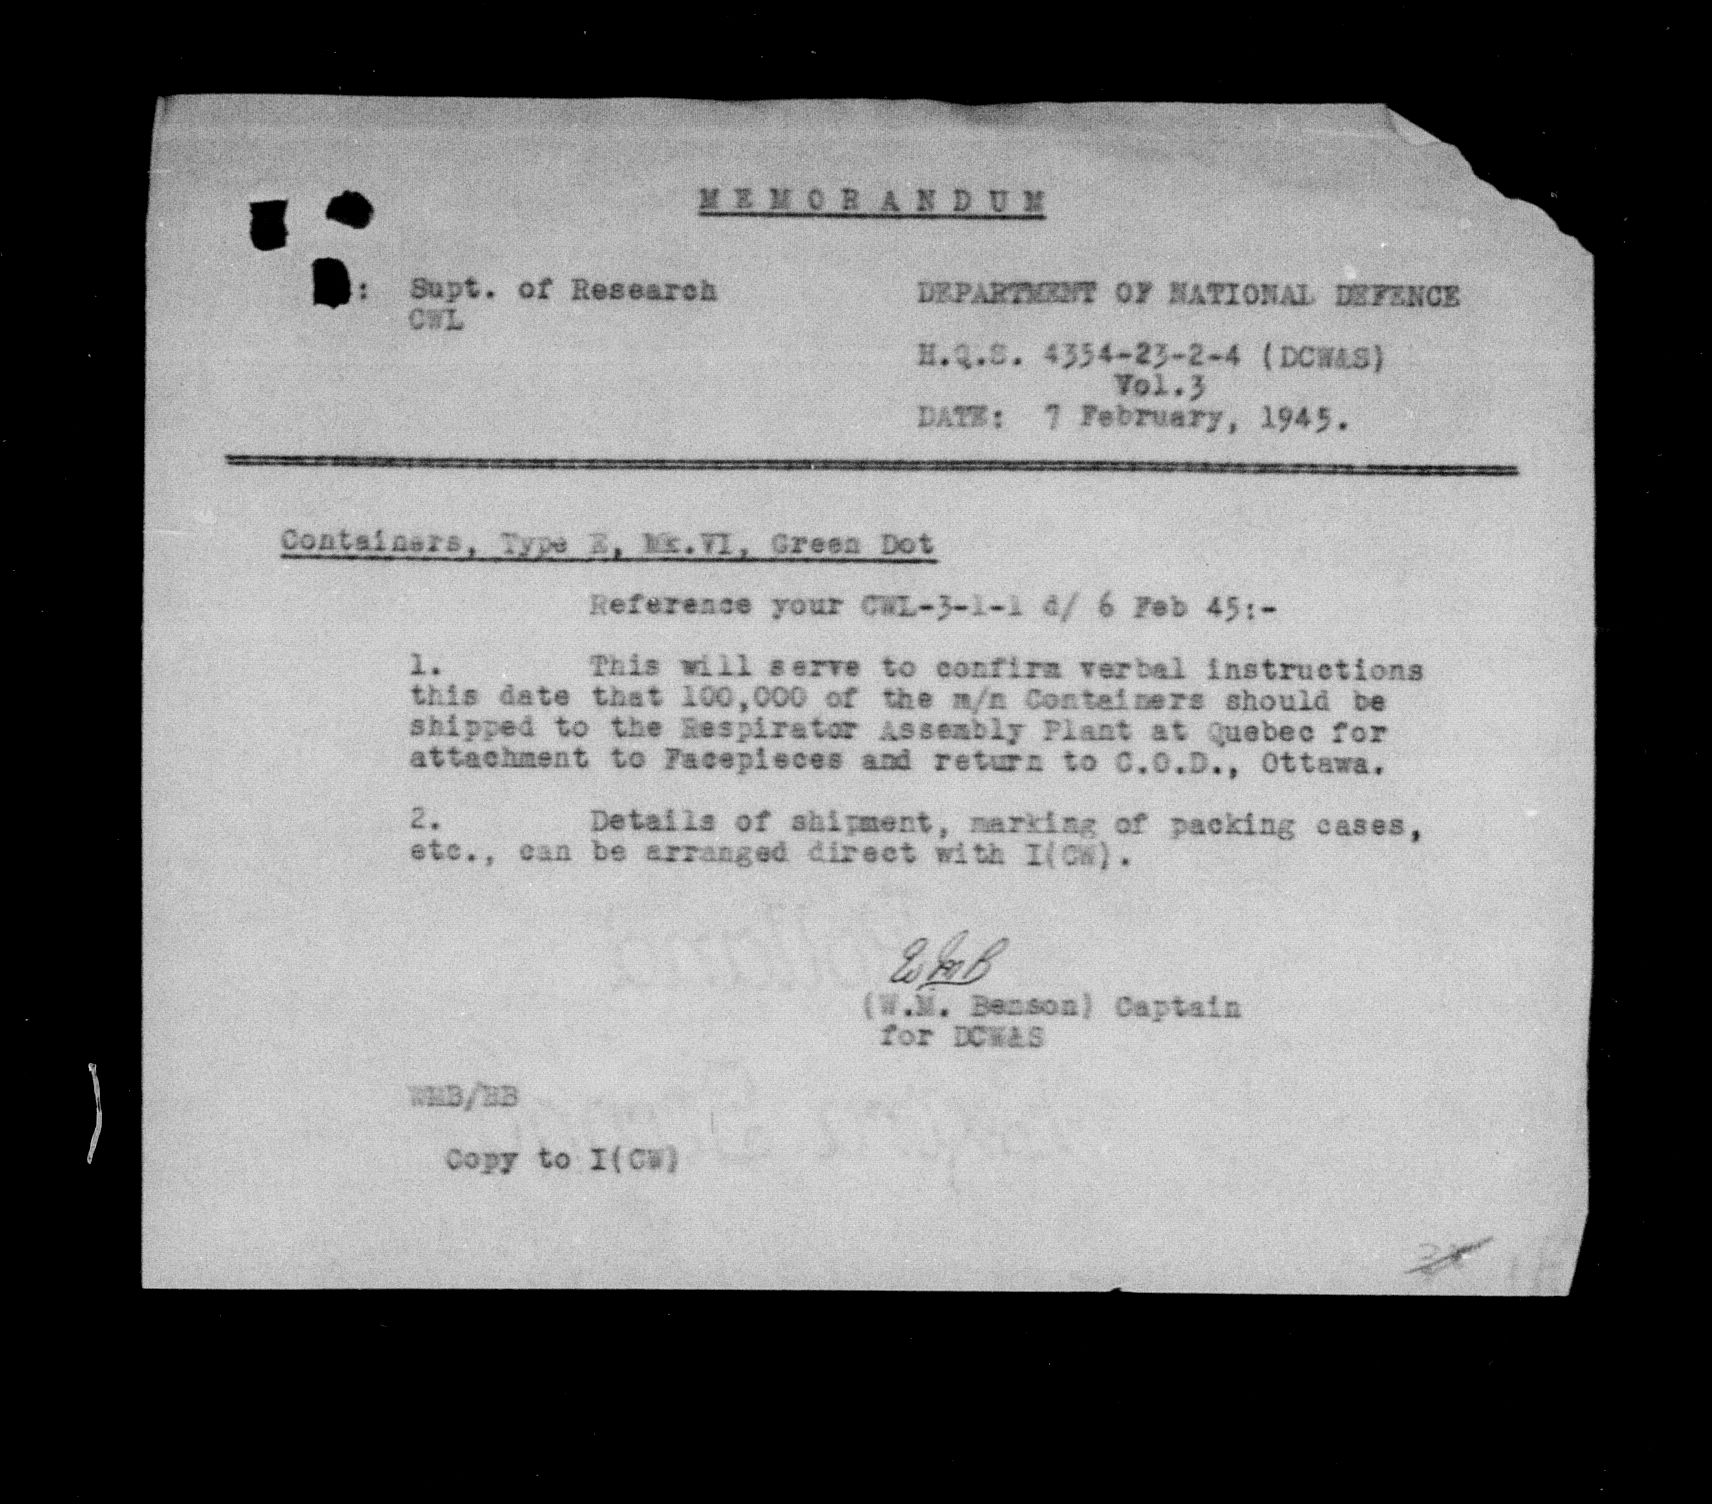 MEMORANDUM
: Supt. of Research
CWL
DEPARTMENT OF NATIONAL DEFENCE
H.Q.S. 4354-23-2-4 (DCW&S)
Vol.3
DATE: 7 February, 1945.
Containers, Type E, Mk.VI, Green Dot
Reference your CWL-3-1-1 d/ 6 Feb 45:-
1. This will serve to confirm verbal instructions
this date that 100,000 of the m/n Containers should be
shipped to the Respirator Assembly Plant at Quebec for
attachment to Facepieces and return to C.O.D., Ottawa.
2. Details of shipment, marking of packing cases,
etc., can be arranged direct with I(CW).
WMB
(W.M. Benson) Captain
for DCW&S
WMB/HB
Copy to I(CW)